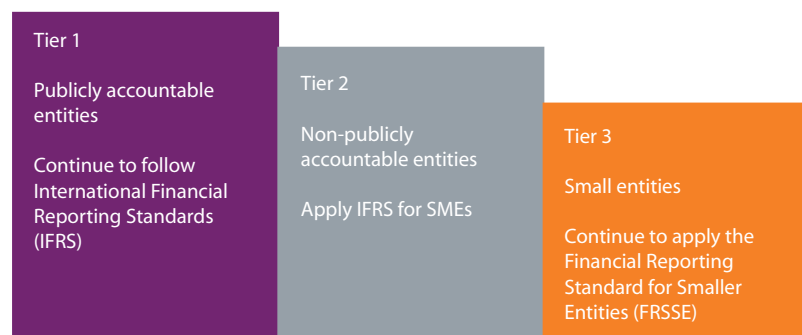 Tier 1
Publicly accountable
entities
Continue to follow
International Financial
Reporting Standards
(IFRS)
Tier 2
Non-publicly
accountable entities
Apply IFRS for SMEs
Tier 3
Small entities
Continue to apply the
Financial Reporting
Standard for Smaller
Entities (FRSSE)